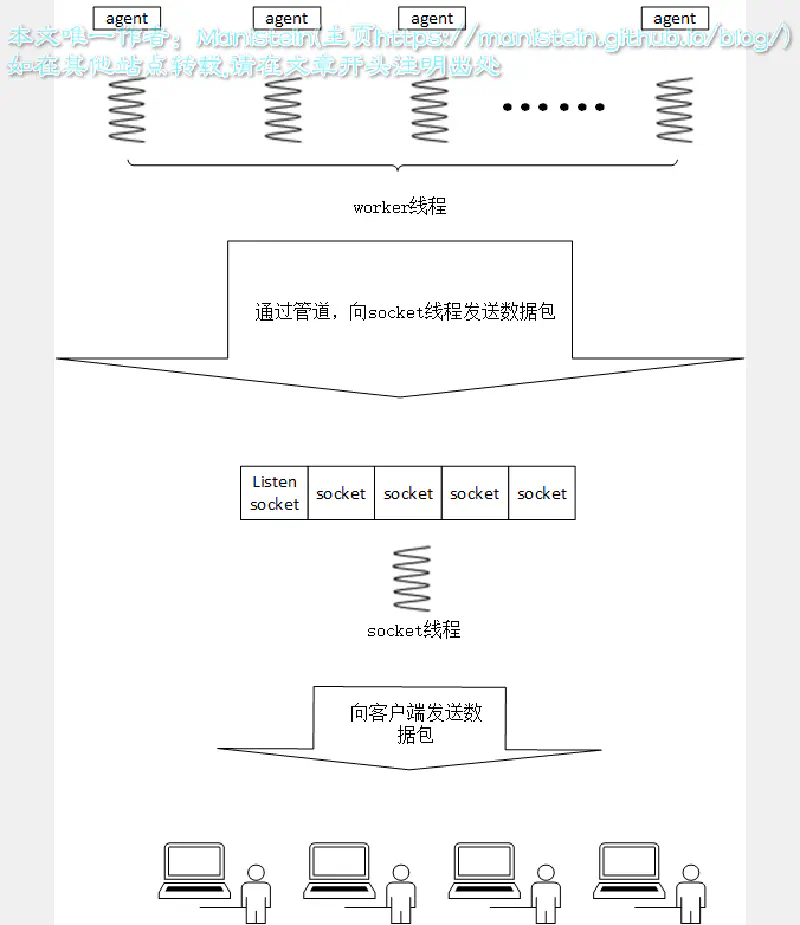 agent agent agent agent
本文唯一作者：Manistein(主页https://manistein.github.io/blog/)
如在其他站点转载,请在文章开头注明出处
worker线程
通过管道，向socket线程发送数据包
Listen socket socket socket socket
socket
socket线程
向客户端发送数
据包